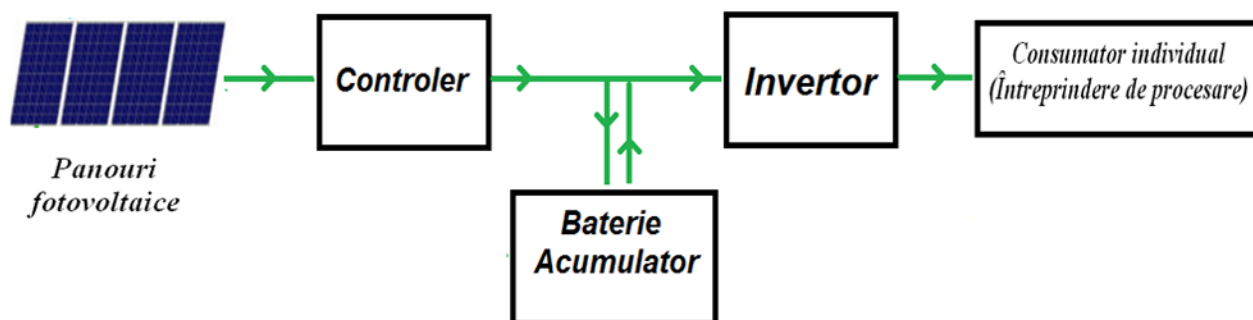 Panouri
fotovoltaice
Controler
Baterie
Acumulator
Invertor
Consumator individual
(Întreprindere de procesare)